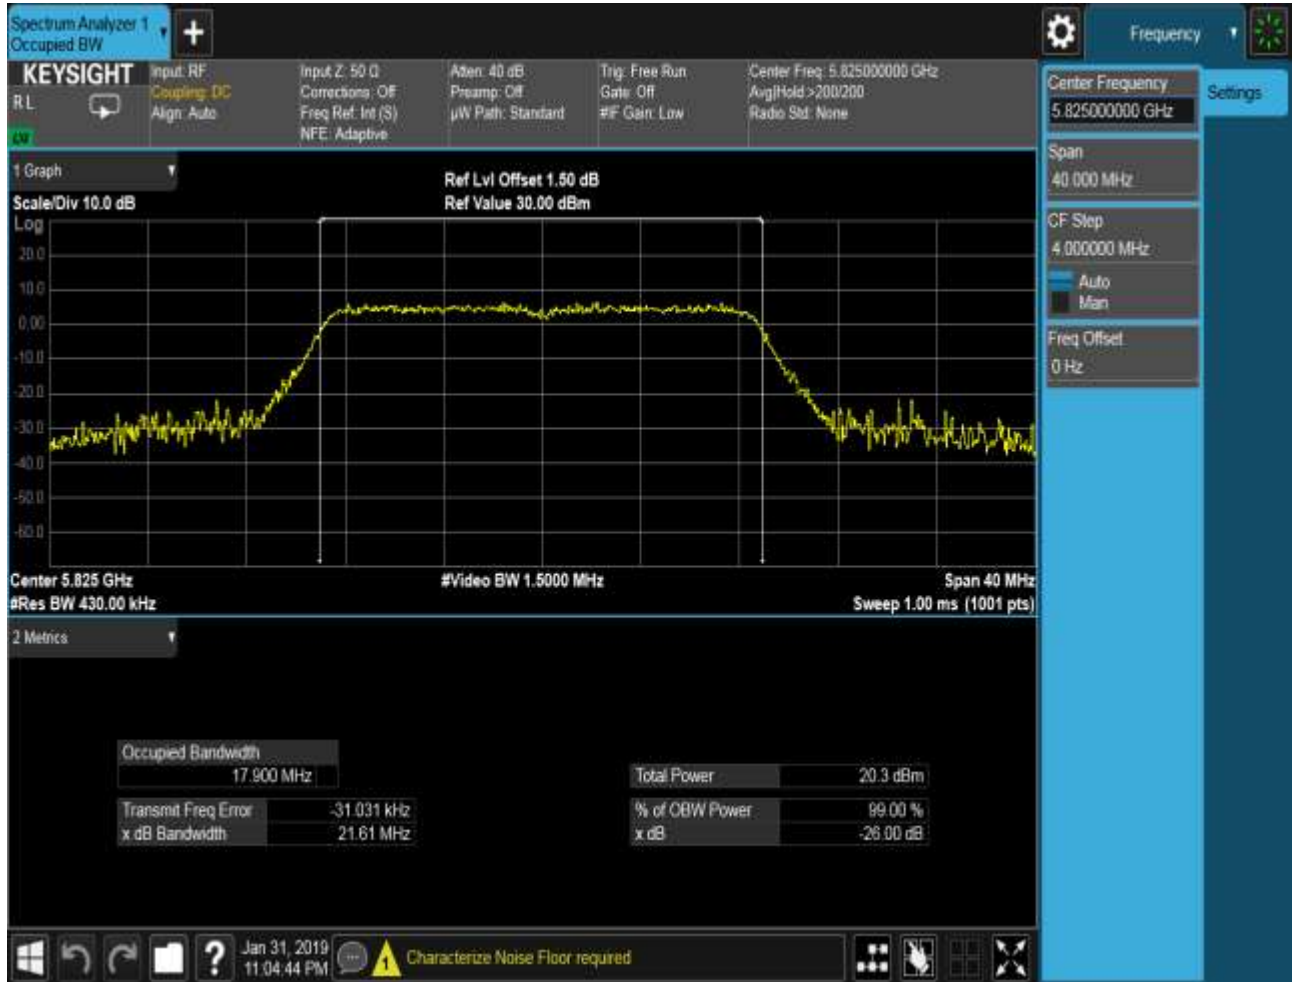 Spectrum Analyzer 1
Occupied BW
Frequency
KEYSIGHT
RL
Input: RF
Coupling: DC
Align: Auto
Input Z: 50 Ω
Corrections: Off
Freq Ref: Int (S)
NFE: Adaptive
Atten: 40 dB
Preamp: Off
µW Path: Standard
Trig: Free Run
Gate: Off
#IF Gain: Low
Center Freq: 5.825000000 GHz
Avg|Hold:>200/200
Radio Std: None
Center Frequency
5.825000000 GHz
Settings
Span
40.000 MHz
CF Step
4.000000 MHz
Auto
Man
Freq Offset
0 Hz
1 Graph
Scale/Div 10.0 dB
Ref Lvl Offset 1.50 dB
Ref Value 30.00 dBm
Log
20.0
10.0
0.00
-10.0
-20.0
-30.0
-40.0
-50.0
-60.0
Center 5.825 GHz
#Video BW 1.5000 MHz
Span 40 MHz
#Res BW 430.00 kHz
Sweep 1.00 ms (1001 pts)
2 Metrics
Occupied Bandwidth
17.900 MHz
Total Power 20.3 dBm
Transmit Freq Error -31.031 kHz
% of OBW Power 99.00 %
x dB Bandwidth 21.61 MHz
x dB -26.00 dB
?
Jan 31, 2019
11:04:44 PM
1
Characterize Noise Floor required